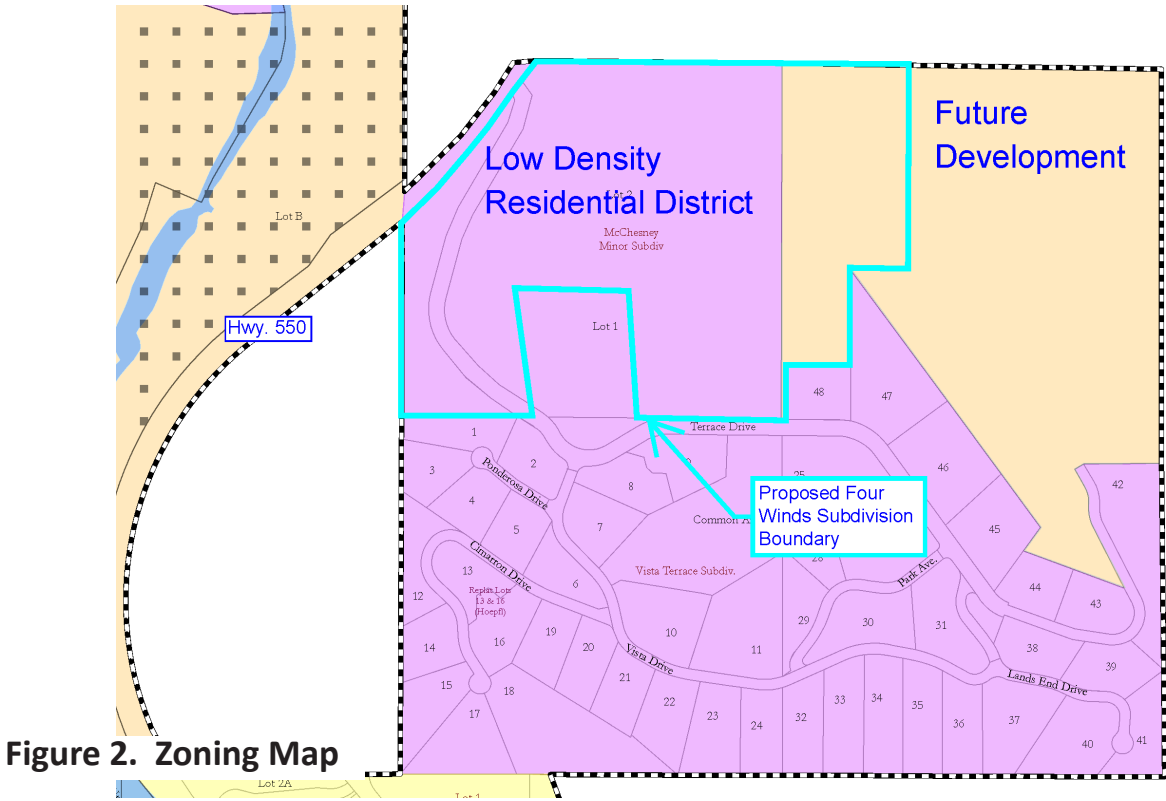 Future
Development
Low Density
Residential District
Lot 2
McChesney
Minor Subdiv
Lot B
Hwy. 550
Lot 1
48
47
Terrace Drive
1
2
3
Ponderosa Drive
4
8
25
46
42
Proposed Four
Winds Subdivision
Boundary
5
7
Common A
45
Cimarron Drive
13
6
Vista Terrace Subdiv.
28
Park Ave.
44
43
12
Replat Lots
13 & 16
(Hoepfl)
14
16
19
20
10
11
29
30
31
38
39
Vista Drive
Lands End Drive
15
18
21
22
17
23
24
32
33
34
35
36
37
40
41
Figure 2. Zoning Map
Lot 2A
Lot 1